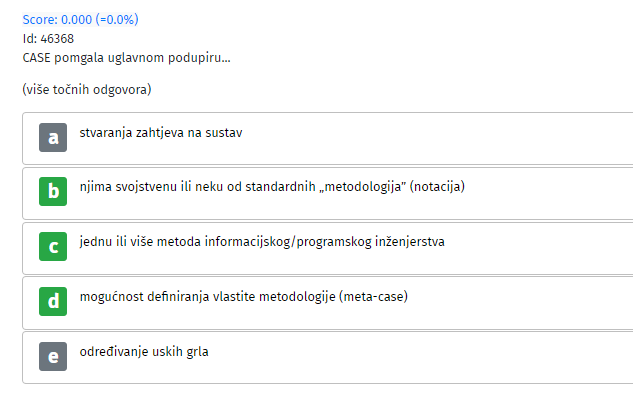 Score: 0.000 (=0.0%)
Id: 46368
CASE pomgala uglavnom podupiru...
(više točnih odgovora)
a stvaranja zahtjeva na sustav
b njima svojstvenu ili neku od standardnih „metodologija” (notacija)
c jednu ili više metoda informacijskog/programskog inženjerstva
d mogućnost definiranja vlastite metodologije (meta-case)
e određivanje uskih grla